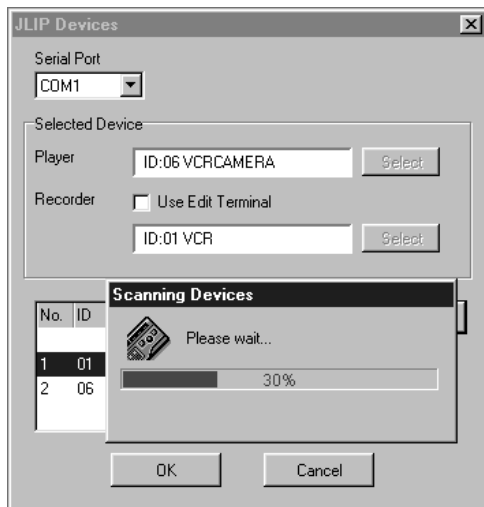 JLIP Devices
Serial Port
COM1
Selected Device
Player
ID:06 VCRCAMERA
Select
Recorder
Use Edit Terminal
ID:01 VCR
Select
Scanning Devices
No. ID
Please wait...
1 01
30%
2 06
OK
Cancel